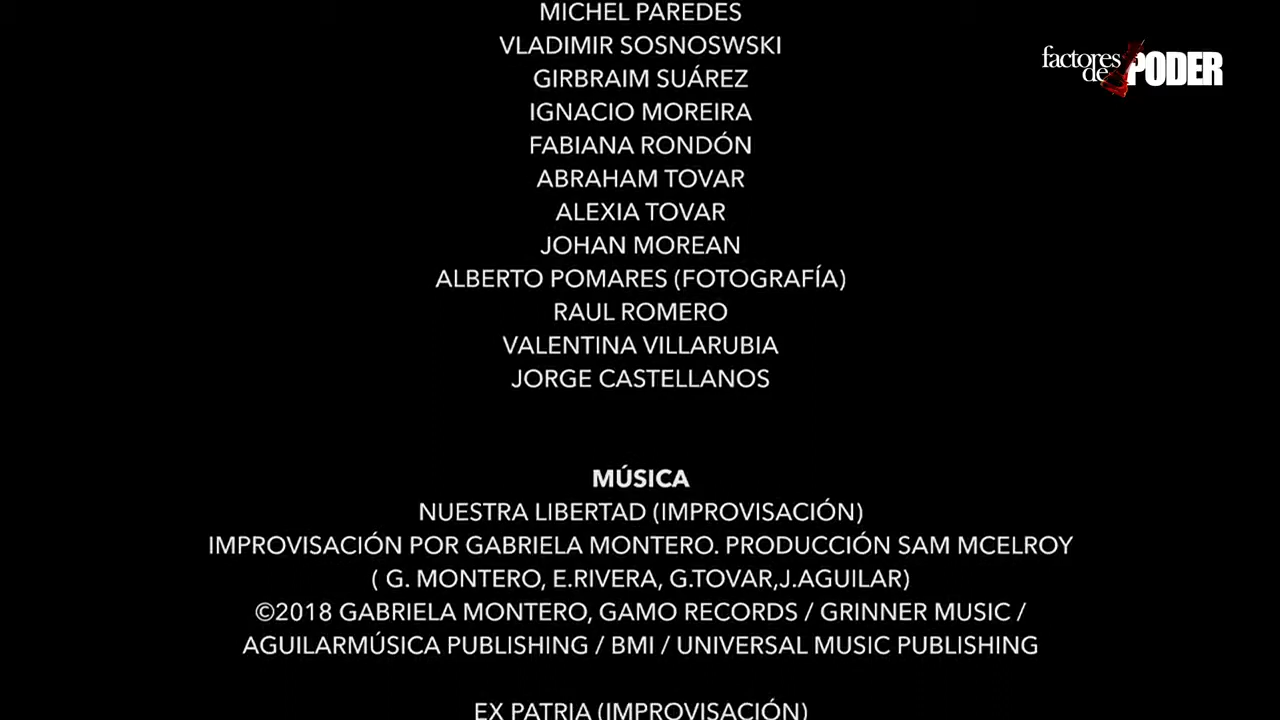 MICHEL PAREDES
VLADIMIR SOSNOSWSKI
GIRBRAIM SUÁREZ
IGNACIO MOREIRA
FABIANA RONDÓN
ABRAHAM TOVAR
ALEXIA TOVAR
JOHAN MOREAN
ALBERTO POMARES (FOTOGRAFÍA)
RAUL ROMERO
VALENTINA VILLARUBIA
JORGE CASTELLANOS
factores
de PODER
MÚSICA
NUESTRA LIBERTAD (IMPROVISACIÓN)
IMPROVISACIÓN POR GABRIELA MONTERO. PRODUCCIÓN SAM MCELROY
( G. MONTERO, E.RIVERA, G.TOVAR,J.AGUILAR)
©2018 GABRIELA MONTERO, GAMO RECORDS / GRINNER MUSIC /
AGUILARMÚSICA PUBLISHING / BMI / UNIVERSAL MUSIC PUBLISHING
EX PATRIA (IMPROVISACIÓN)